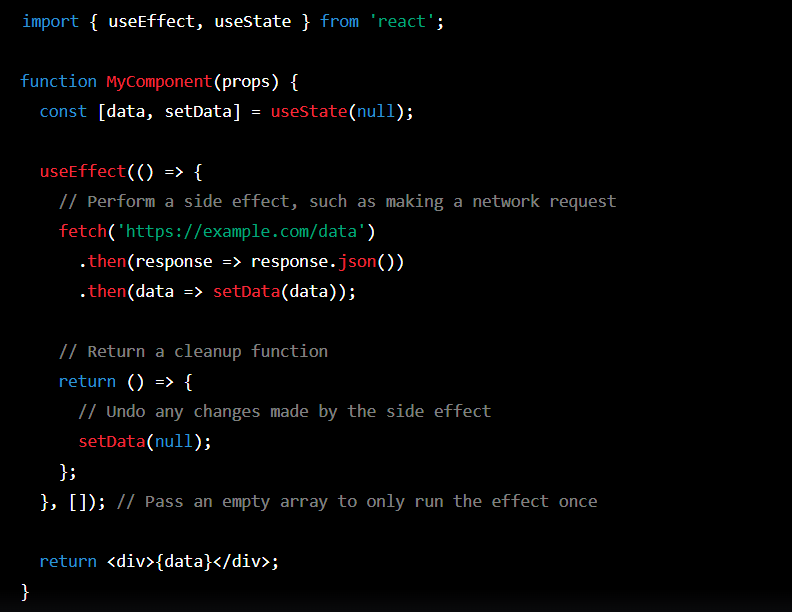 import { useEffect, useState } from 'react';
function MyComponent(props) {
const [data, setData] = useState(null);
useEffect(() => {
// Perform a side effect, such as making a network request
fetch('https://example.com/data')
.then(response => response.json())
.then(data => setData(data));
// Return a cleanup function
return () => {
// Undo any changes made by the side effect
setData(null);
};
}, []); // Pass an empty array to only run the effect once
return <div>{data}</div>;
}